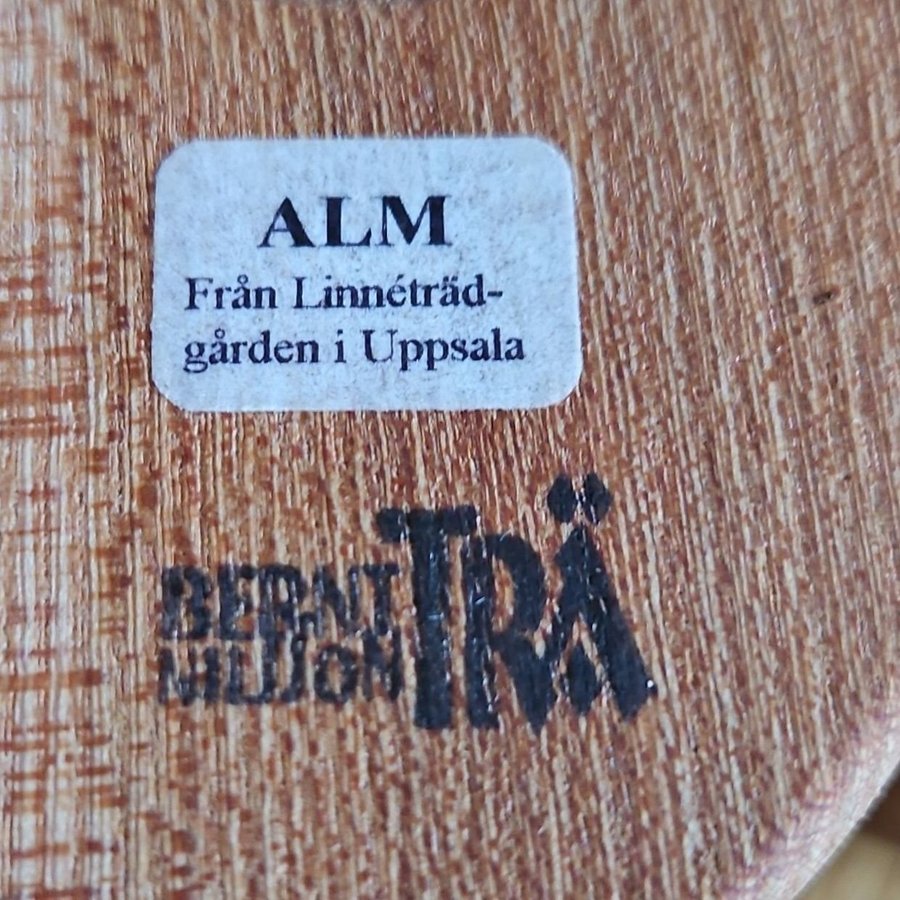 ALM
Från Linnéträd-
gården i Uppsala
BERNT
NILSSON
TRÄ